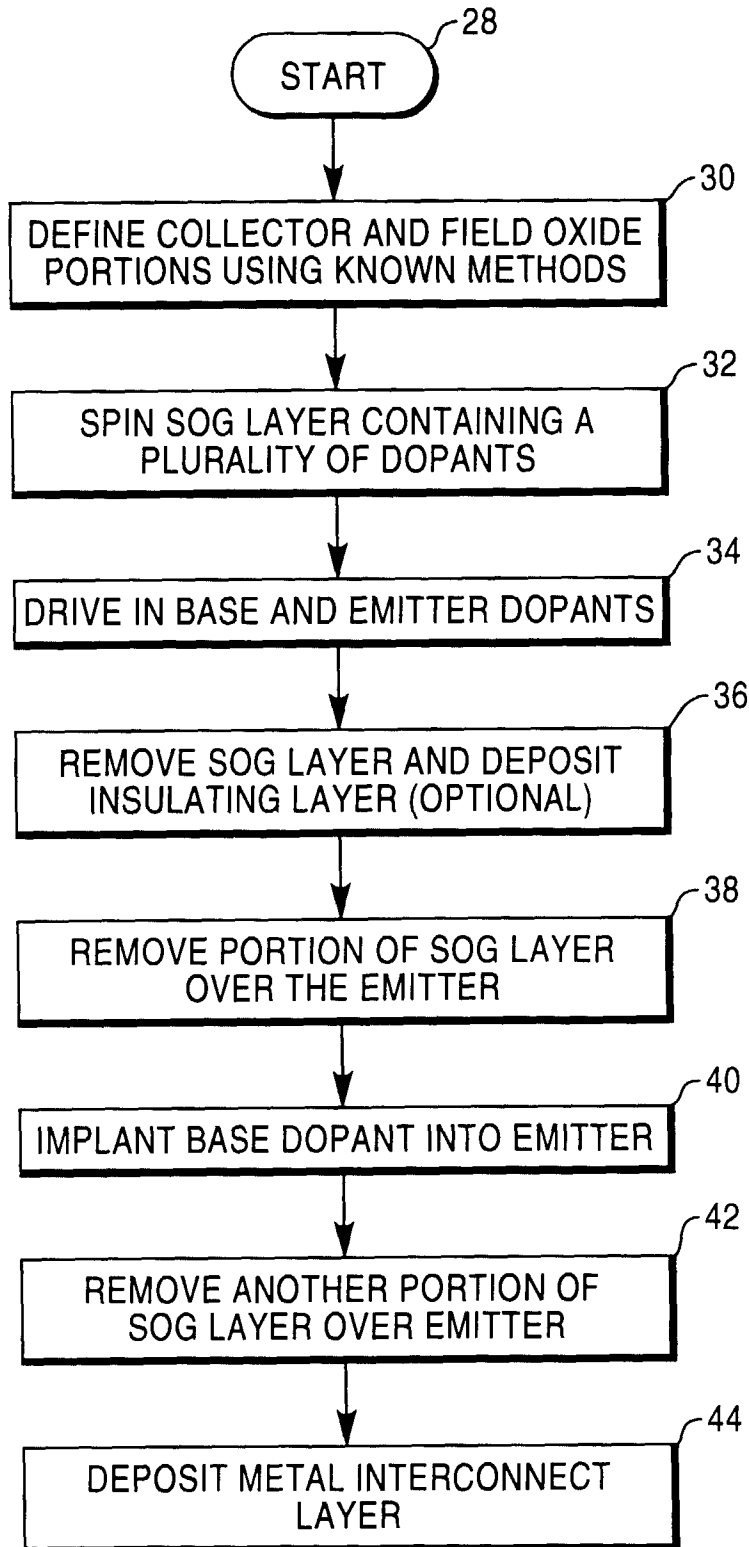 28
START
30
DEFINE COLLECTOR AND FIELD OXIDE
PORTIONS USING KNOWN METHODS
32
SPIN SOG LAYER CONTAINING A
PLURALITY OF DOPANTS
34
DRIVE IN BASE AND EMITTER DOPANTS
36
REMOVE SOG LAYER AND DEPOSIT
INSULATING LAYER (OPTIONAL)
38
REMOVE PORTION OF SOG LAYER
OVER THE EMITTER
40
IMPLANT BASE DOPANT INTO EMITTER
42
REMOVE ANOTHER PORTION OF
SOG LAYER OVER EMITTER
44
DEPOSIT METAL INTERCONNECT
LAYER